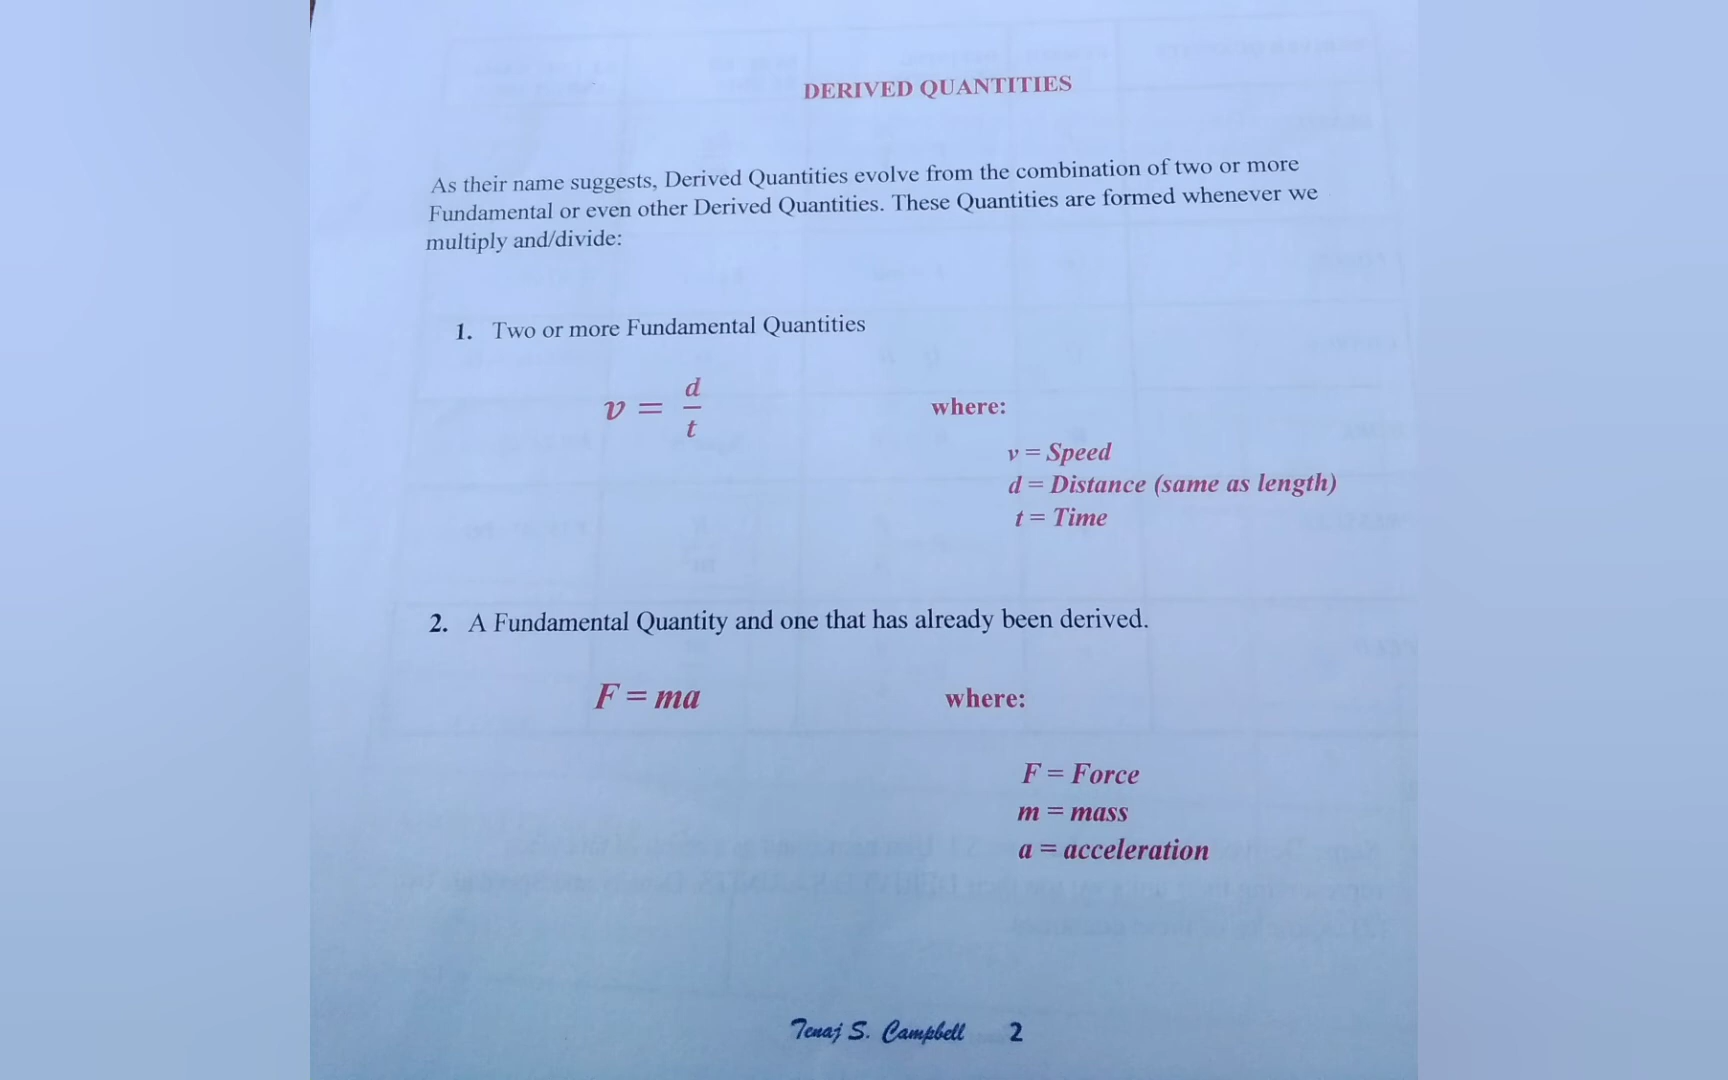 DERIVED QUANTITIES
As their name suggests, Derived Quantities evolve from the combination of two or more
Fundamental or even other Derived Quantities. These Quantities are formed whenever we
multiply and/divide:
1. Two or more Fundamental Quantities
v = d/t
where:
v = Speed
d = Distance (same as length)
t = Time
2. A Fundamental Quantity and one that has already been derived.
F = ma
where:
F = Force
m = mass
a = acceleration
Tenaj S. Campbell 2